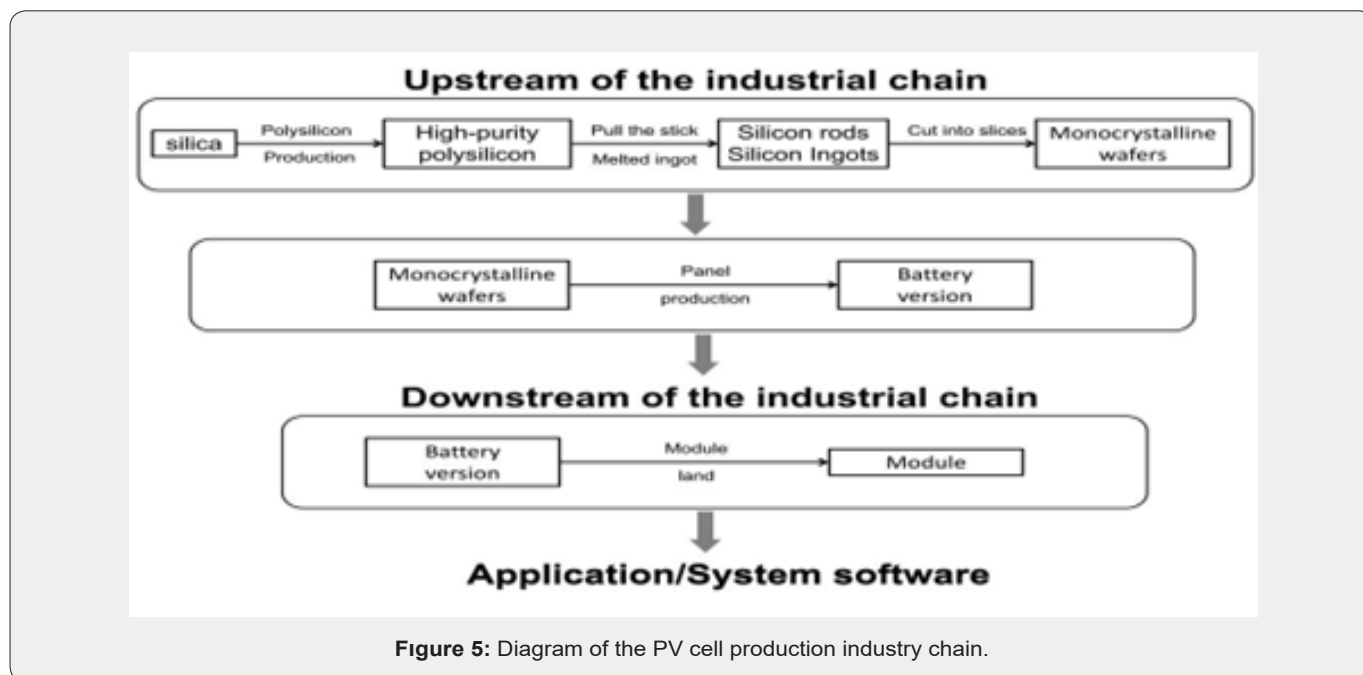 Upstream of the industrial chain
silica
Polysilicon
Production
High-purity
polysilicon
Pull the stick
Melted ingot
Silicon rods
Silicon Ingots
Cut into slices
Monocrystalline
wafers
Monocrystalline
wafers
Panel
production
Battery
version
Downstream of the industrial chain
Battery
version
Module
land
Module
Application/System software
Figure 5: Diagram of the PV cell production industry chain.